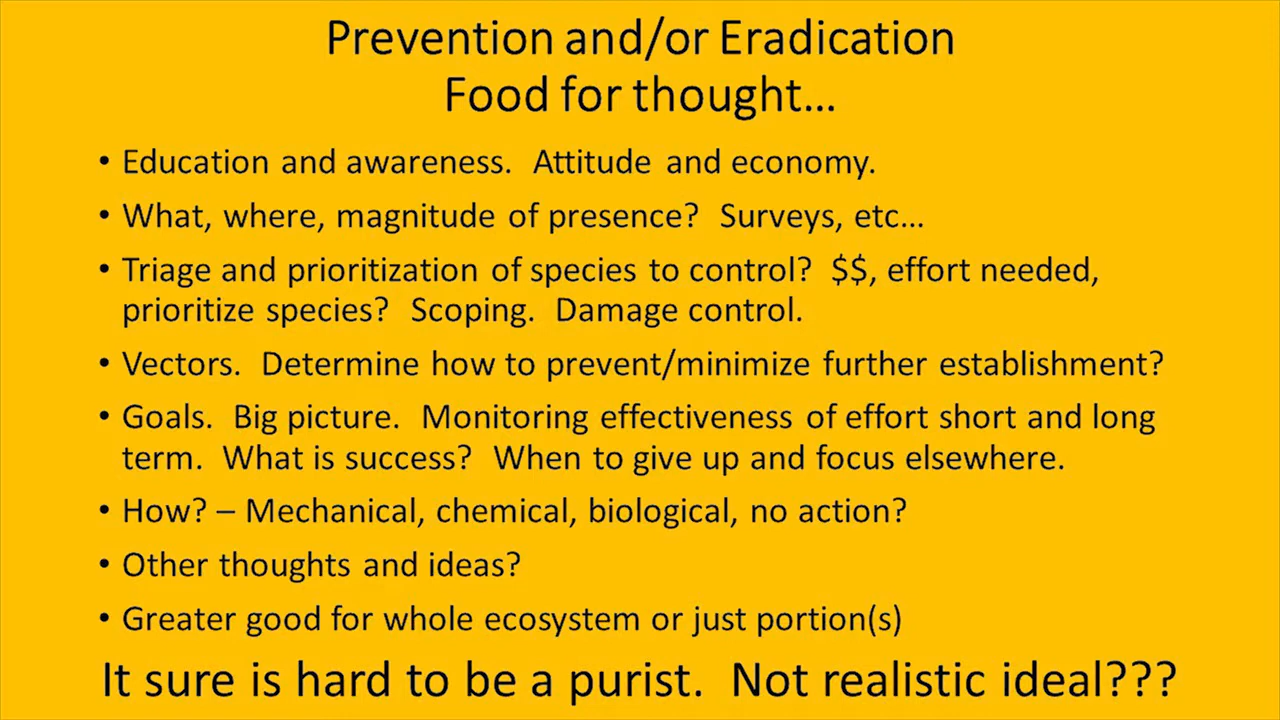 Prevention and/or Eradication
Food for thought…
• Education and awareness.  Attitude and economy.
• What, where, magnitude of presence?  Surveys, etc…
• Triage and prioritization of species to control?  $$, effort needed,
prioritize species?  Scoping.  Damage control.
• Vectors.  Determine how to prevent/minimize further establishment?
• Goals.  Big picture.  Monitoring effectiveness of effort short and long
term.  What is success?  When to give up and focus elsewhere.
• How? – Mechanical, chemical, biological, no action?
• Other thoughts and ideas?
• Greater good for whole ecosystem or just portion(s)
It sure is hard to be a purist.  Not realistic ideal???